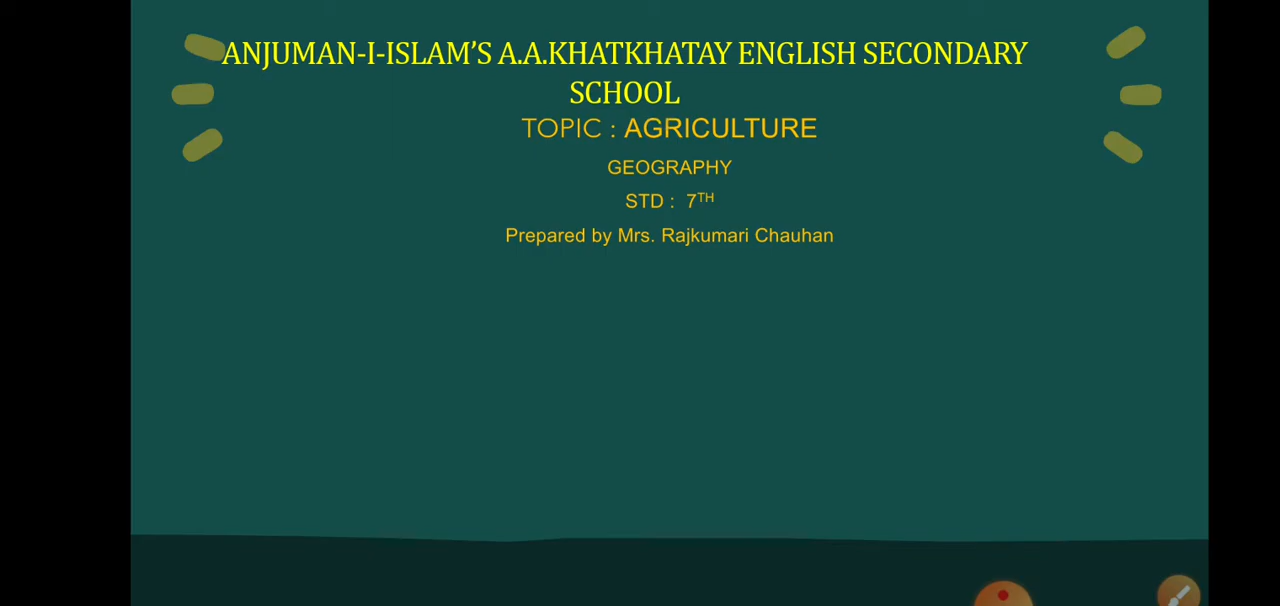 ANJUMAN-I-ISLAM'S A.A.KHATKHATAY ENGLISH SECONDARY
SCHOOL
TOPIC : AGRICULTURE
GEOGRAPHY
STD : 7TH
Prepared by Mrs. Rajkumari Chauhan